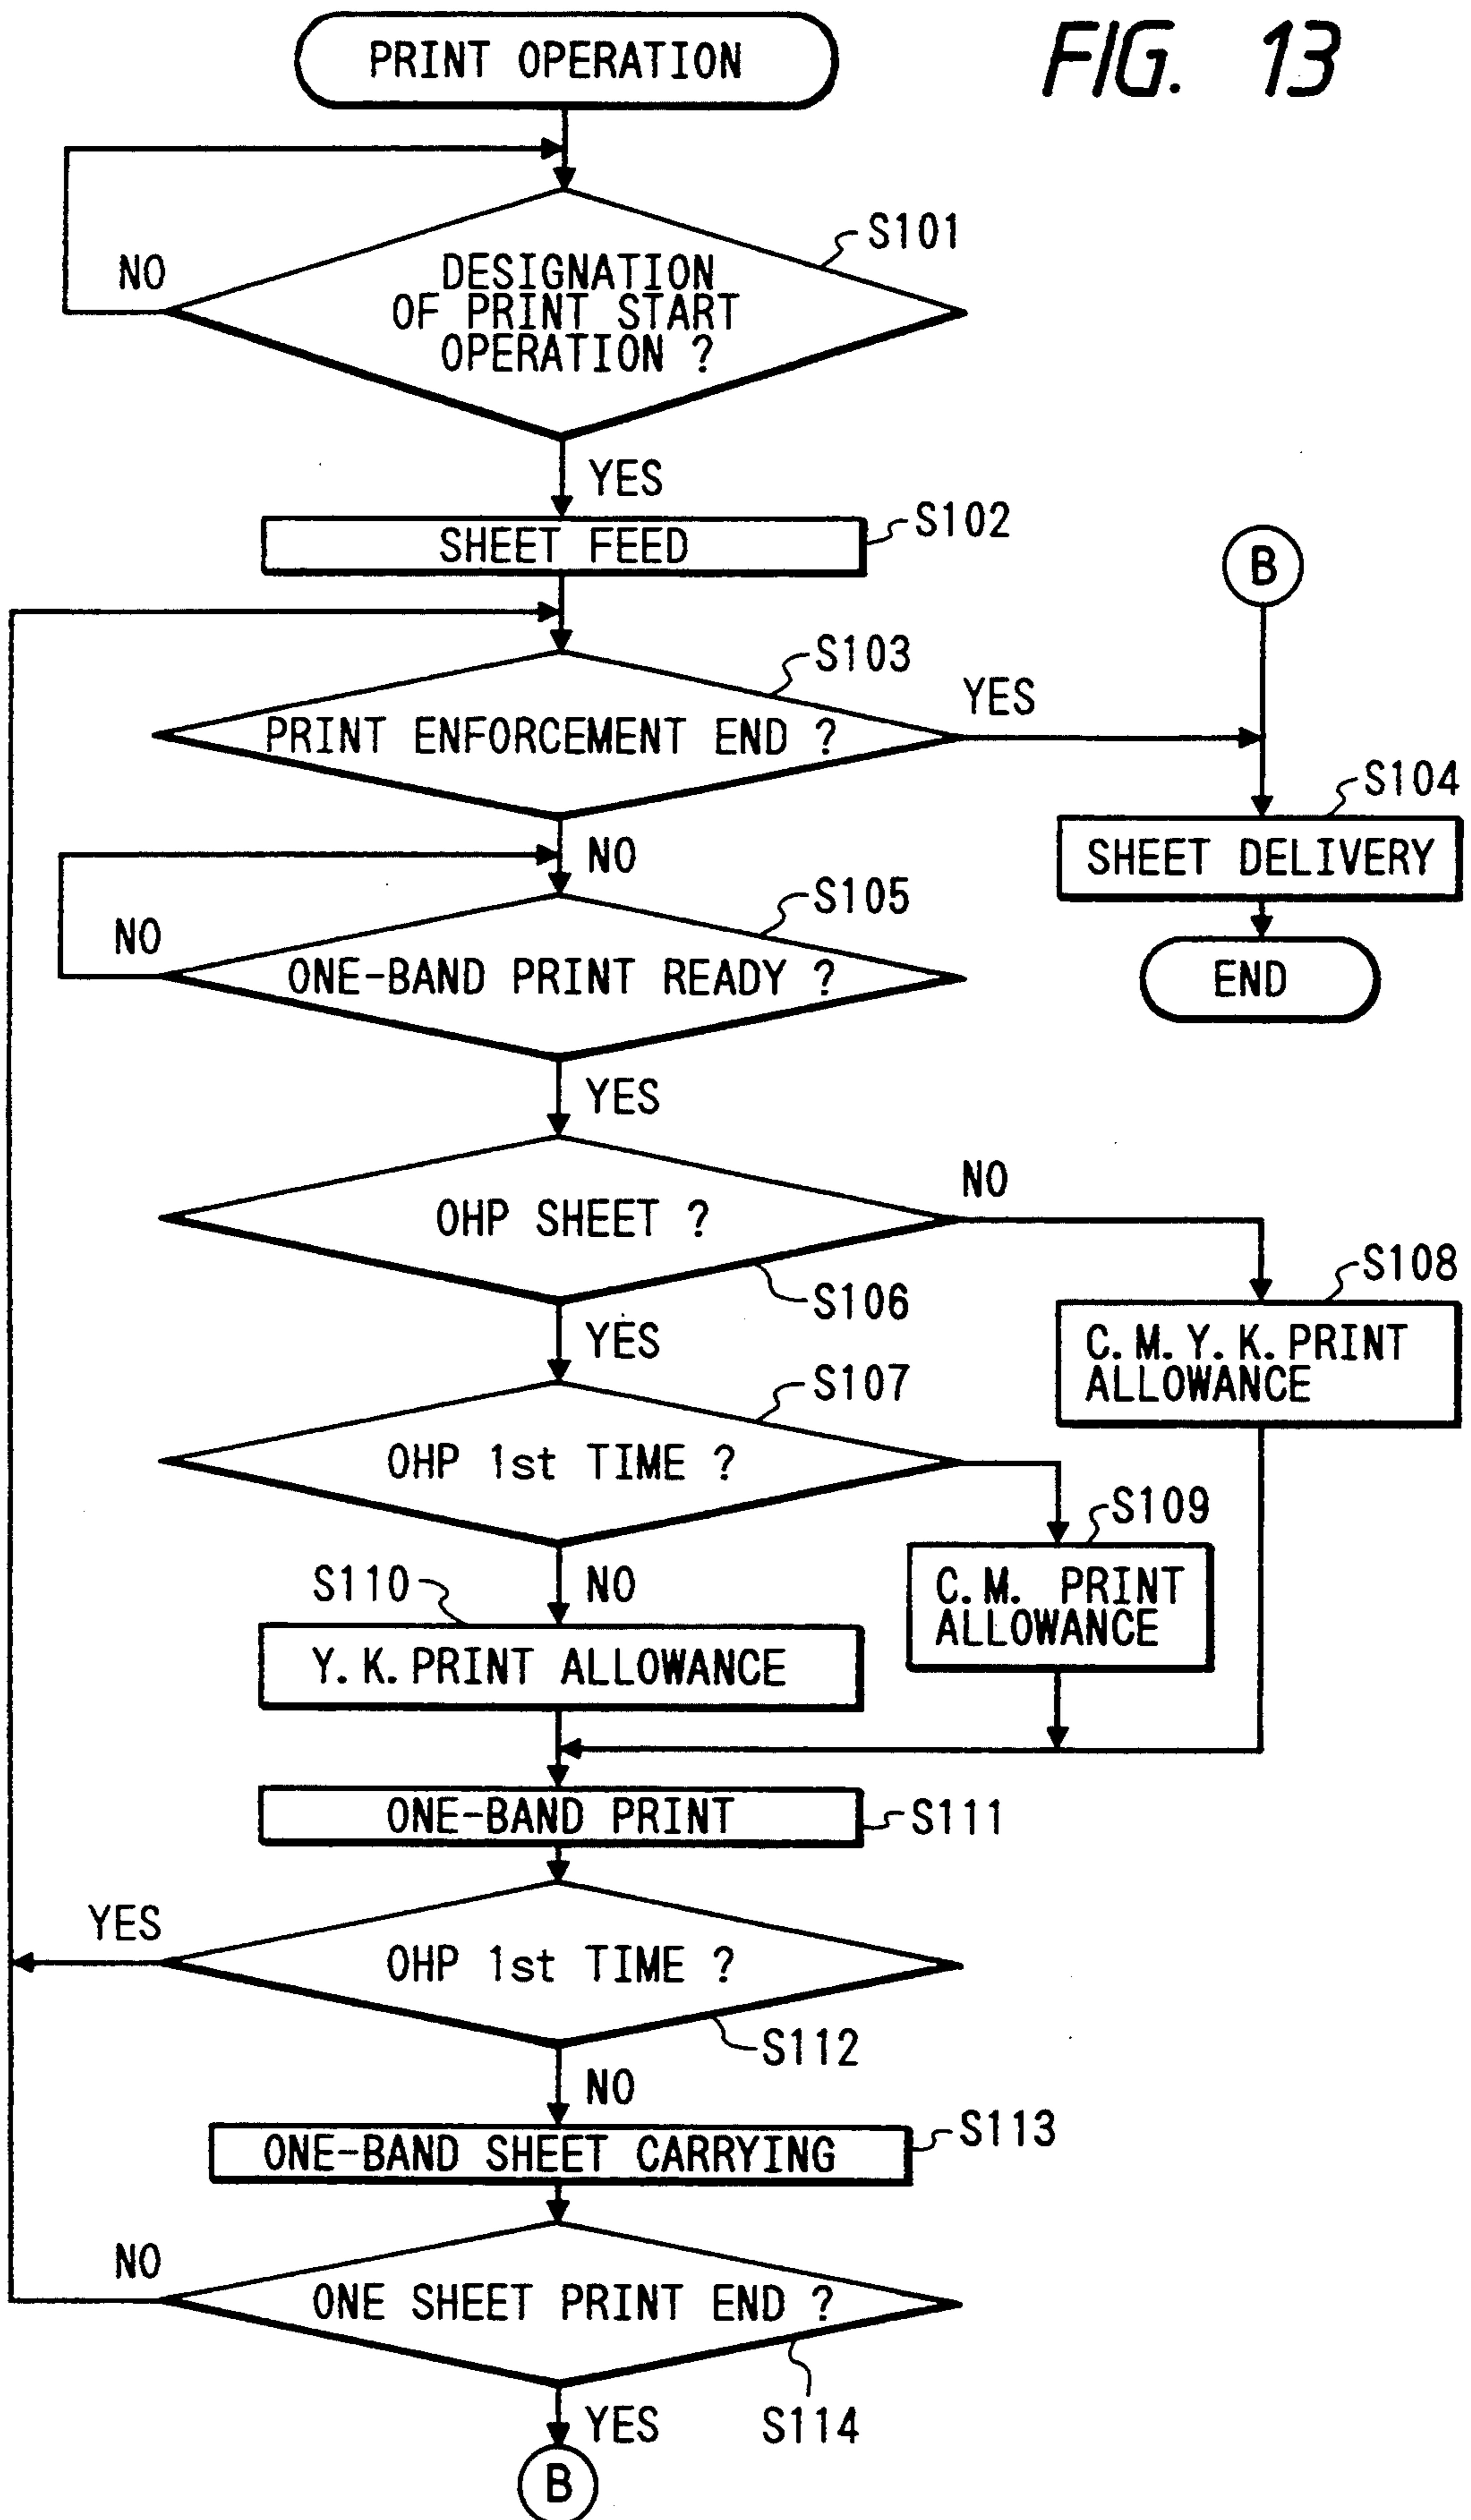 PRINT OPERATION
FIG. 13
S101
NO
DESIGNATION
OF PRINT START
OPERATION ?
YES
S102
SHEET FEED
B
S103
YES
PRINT ENFORCEMENT END ?
S104
NO
SHEET DELIVERY
S105
NO
ONE-BAND PRINT READY ?
END
YES
NO
OHP SHEET ?
S108
S106
YES
C.M.Y.K.PRINT
ALLOWANCE
S107
OHP 1st TIME ?
S109
S110
NO
C.M. PRINT
ALLOWANCE
Y.K.PRINT ALLOWANCE
ONE-BAND PRINT
S111
YES
OHP 1st TIME ?
S112
NO
S113
ONE-BAND SHEET CARRYING
NO
ONE SHEET PRINT END ?
YES
S114
B